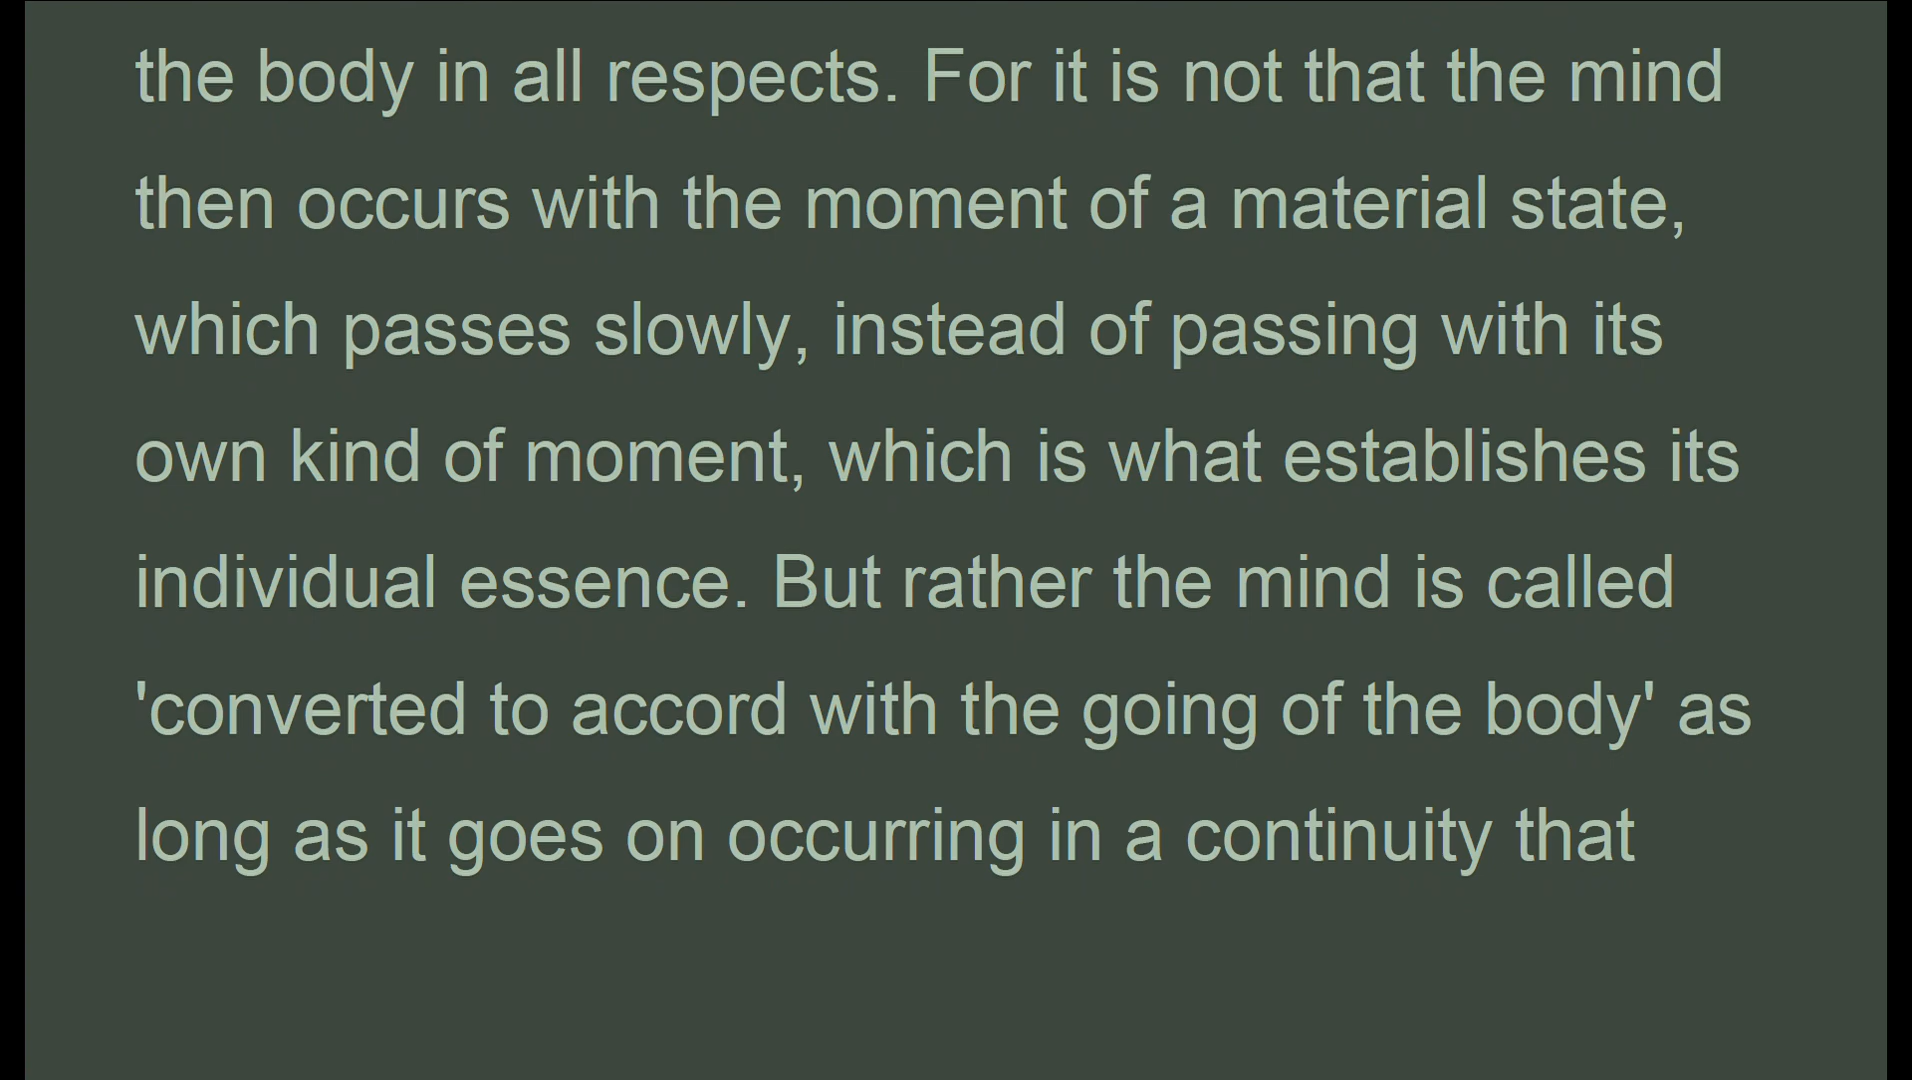 the body in all respects. For it is not that the mind
then occurs with the moment of a material state,
which passes slowly, instead of passing with its
own kind of moment, which is what establishes its
individual essence. But rather the mind is called
'converted to accord with the going of the body' as
long as it goes on occurring in a continuity that